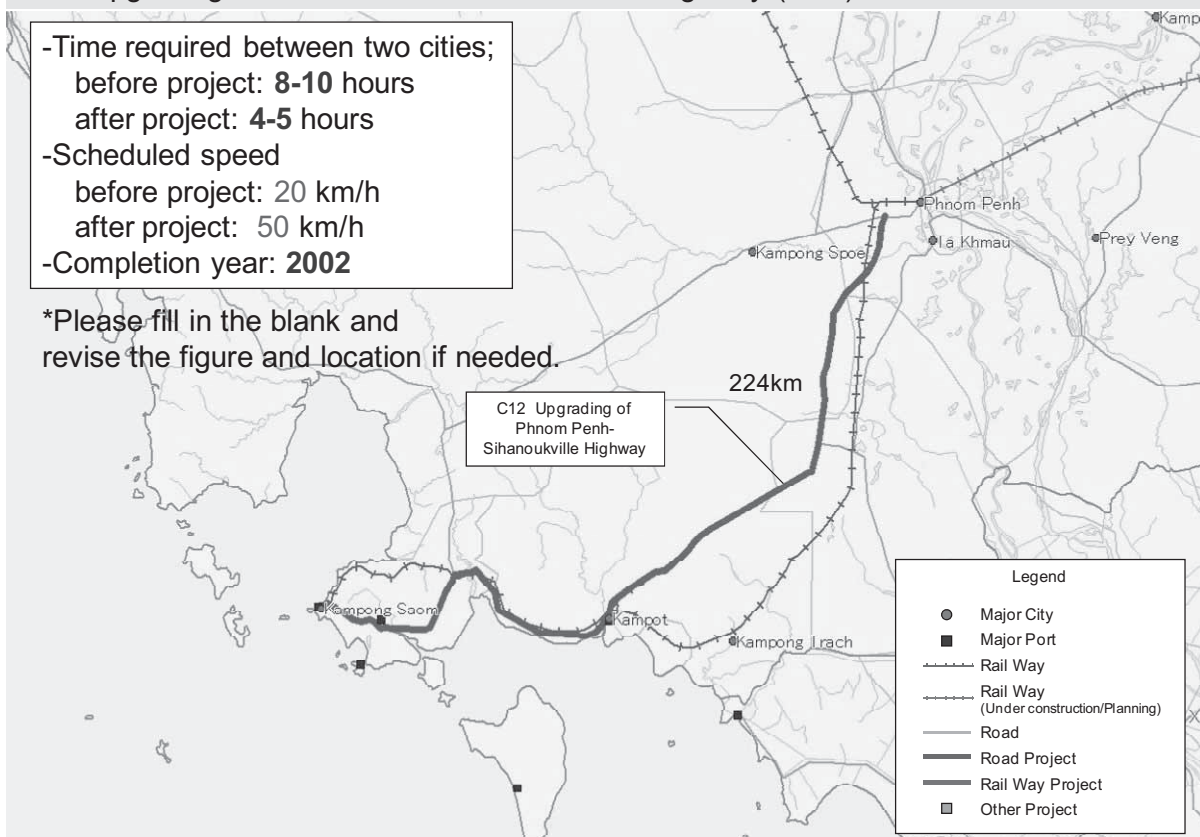 -Time required between two cities;
before project: 8-10 hours
after project: 4-5 hours
-Scheduled speed
before project: 20 km/h
after project: 50 km/h
-Completion year: 2002
*Please fill in the blank and
revise the figure and location if needed.
Phnom Penh
Ta Khmau
Prey Veng
Kampong Spoe
224km
C12 Upgrading of
Phnom Penh-
Sihanoukville Highway
Kampong Saom
Kampot
Kampong Trach
Legend
Major City
Major Port
Rail Way
Rail Way
(Under construction/Planning)
Road
Road Project
Rail Way Project
Other Project